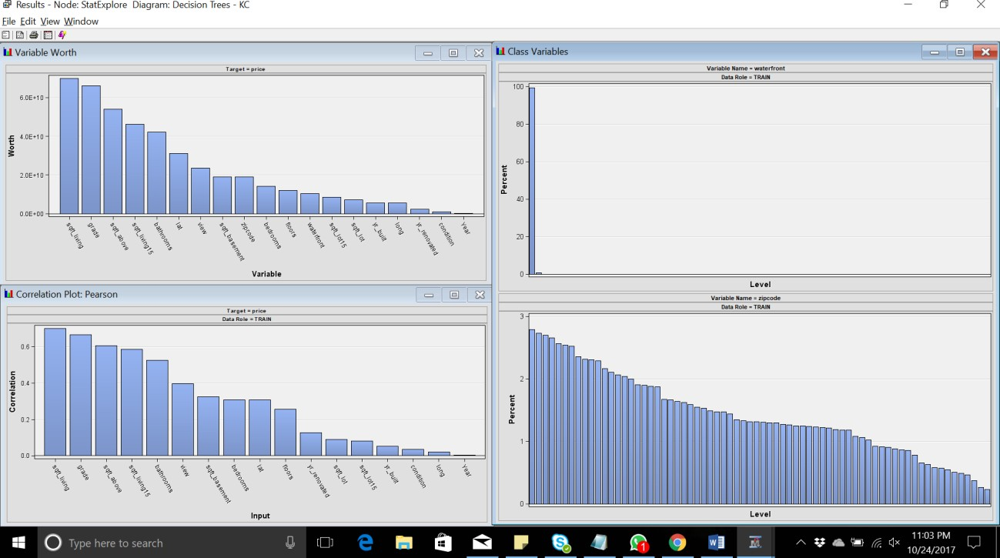 Results - Node: StatExplore Diagram: Decision Trees - KC
File Edit View Window
Variable Worth
Target = price
Worth
6.0E+10
4.0E+10
2.0E+10
0.0E+00
sqft_living
grade
sqft_above
sqft_living15
bathrooms
lat
view
sqft_basement
zipcode
bedrooms
floors
waterfront
sqft_lot15
sqft_lot
yr_built
long
yr_renovated
condition
Year
Variable
Correlation Plot: Pearson
Target = price
Data Role = TRAIN
Correlation
0.6
0.4
0.2
0.0
sqft_living
grade
sqft_above
sqft_living15
bathrooms
view
sqft_basement
bedrooms
lat
floors
yr_renovated
sqft_lot
sqft_lot15
yr_built
condition
long
Year
Input
Class Variables
Variable Name = waterfront
Data Role = TRAIN
Percent
100
80
60
40
20
0
Level
Variable Name = zipcode
Data Role = TRAIN
Percent
3
2
1
0
Level
Type here to search
1
11:03 PM
10/24/2017